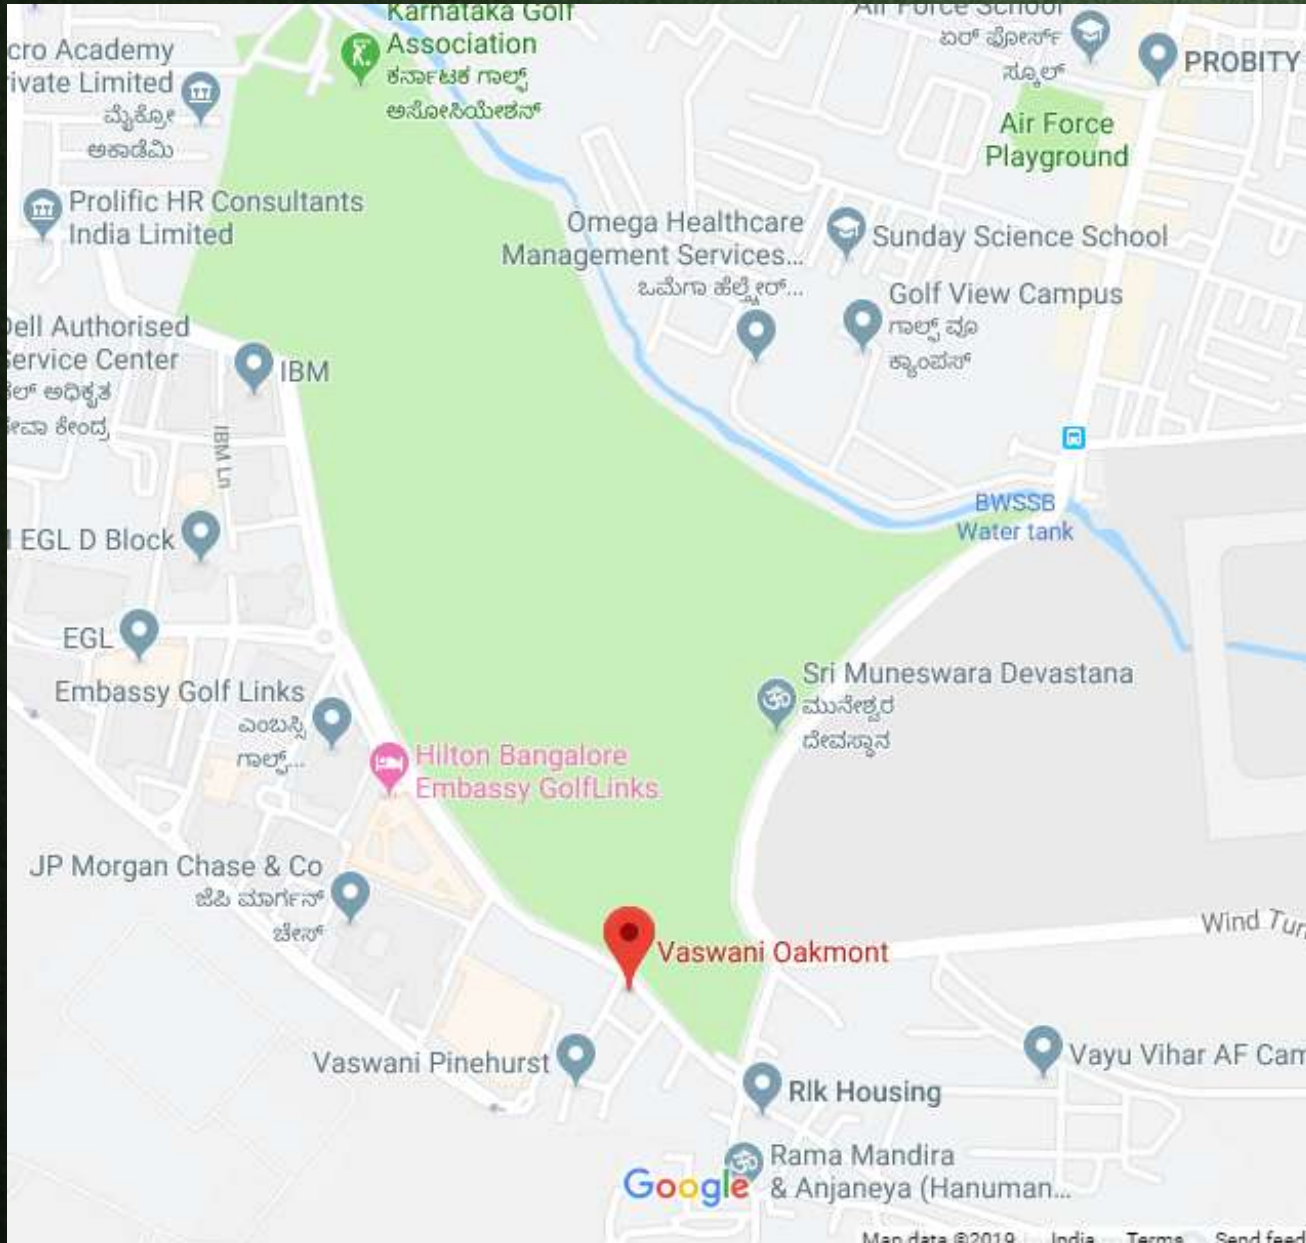 Karnataka Golf
Association
ಕರ್ನಾಟಕ ಗಾಲ್ಫ್
ಅಸೋಸಿಯೇಶನ್
Air Force School
ಏರ್ ಫೋರ್ಸ್
ಸ್ಕೂಲ್
PROBITY
cro Academy
rivate Limited
ಮೈಕ್ರೋ
ಅಕಾಡೆಮಿ
Air Force
Playground
Prolific HR Consultants
India Limited
Omega Healthcare
Management Services...
ಒಮೆಗಾ ಹೆಲ್ತ್ಕೇರ್...
Sunday Science School
Golf View Campus
ಗಾಲ್ಫ್ ವೂ
ಕ್ಯಾಂಪಸ್
Dell Authorised
Service Center
ಡೆಲ್ ಅಧಿಕೃತ
ಸೇವಾ ಕೇಂದ್ರ
IBM
IBM Ln
BWSSB
Water tank
EGL D Block
EGL
Embassy Golf Links
ಎಂಬಸ್ಸಿ
ಗಾಲ್ಫ್...
Sri Muneswara Devastana
ಮುನೇಶ್ವರ
ದೇವಸ್ಥಾನ
Hilton Bangalore
Embassy GolfLinks
JP Morgan Chase & Co
ಜೆಪಿ ಮಾರ್ಗನ್
ಚೇಸ್
Wind Tun
Vaswani Oakmont
Vaswani Pinehurst
Vayu Vihar AF Cam
Rlk Housing
Rama Mandira
& Anjaneya (Hanuman...
Google
Map data ©2019 India Terms Send feed